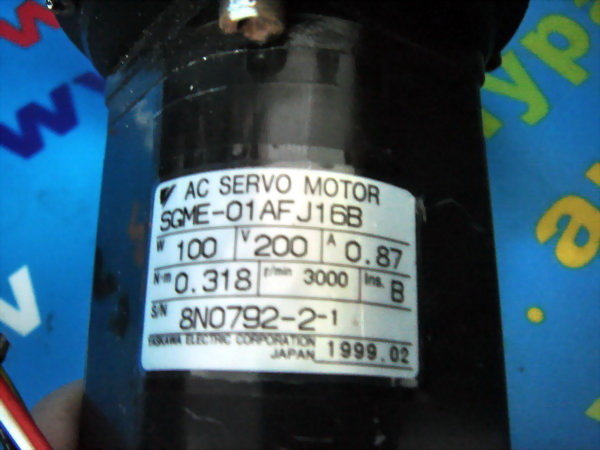 AC SERVO MOTOR
SGME-01AFJ16B
W 100 V 200 A 0.87
N·m 0.318 r/min 3000 Ins. B
S/N 8N0792-2-1
YASKAWA ELECTRIC CORPORATION
JAPAN 1999.02